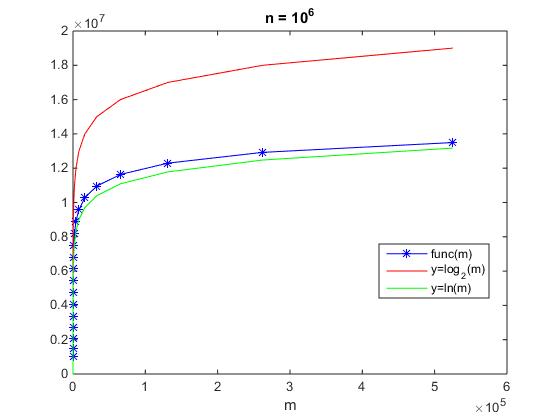 n = 10^6
×10^7
2
1.8
1.6
1.4
1.2
1
0.8
0.6
0.4
0.2
0
func(m)
y=log_2(m)
y=ln(m)
0 1 2 3 4 5 6
m
×10^5